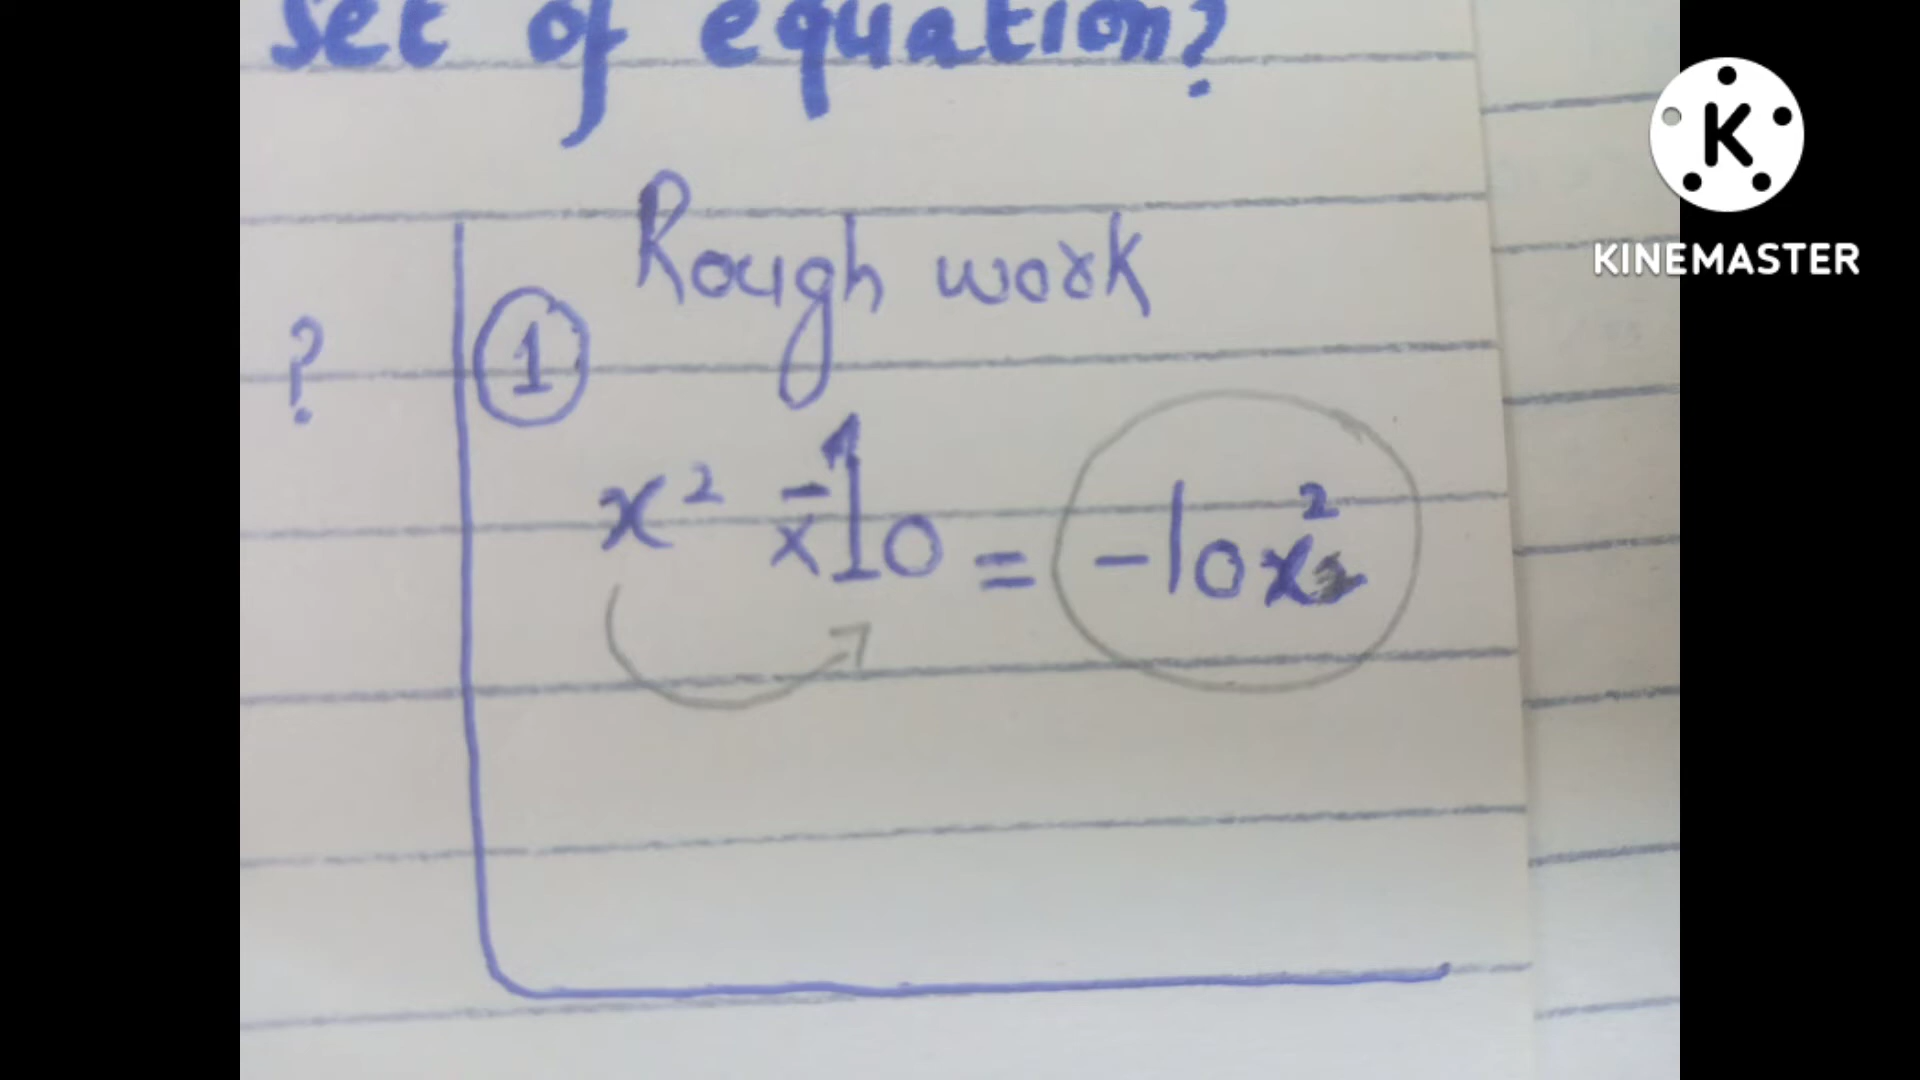 set of equation?
K
KINEMASTER
Rough work
?
1
x² - 10 = -10x²
x